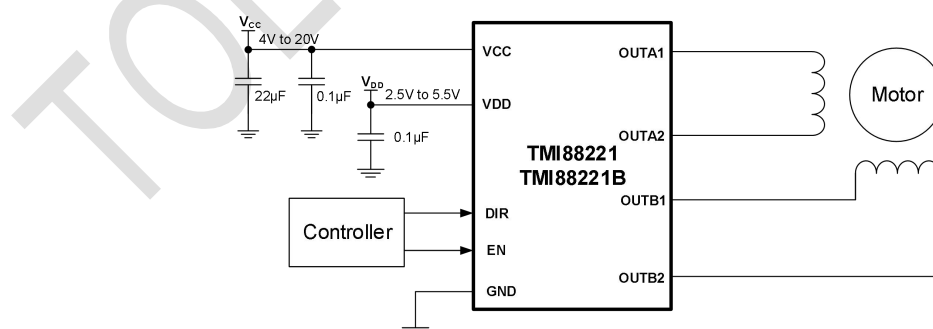 VCC
4V to 20V
22µF
0.1µF
VDD
2.5V to 5.5V
0.1µF
Controller
VCC
VDD
DIR
EN
GND
TMI88221
TMI88221B
OUTA1
OUTA2
OUTB1
OUTB2
Motor